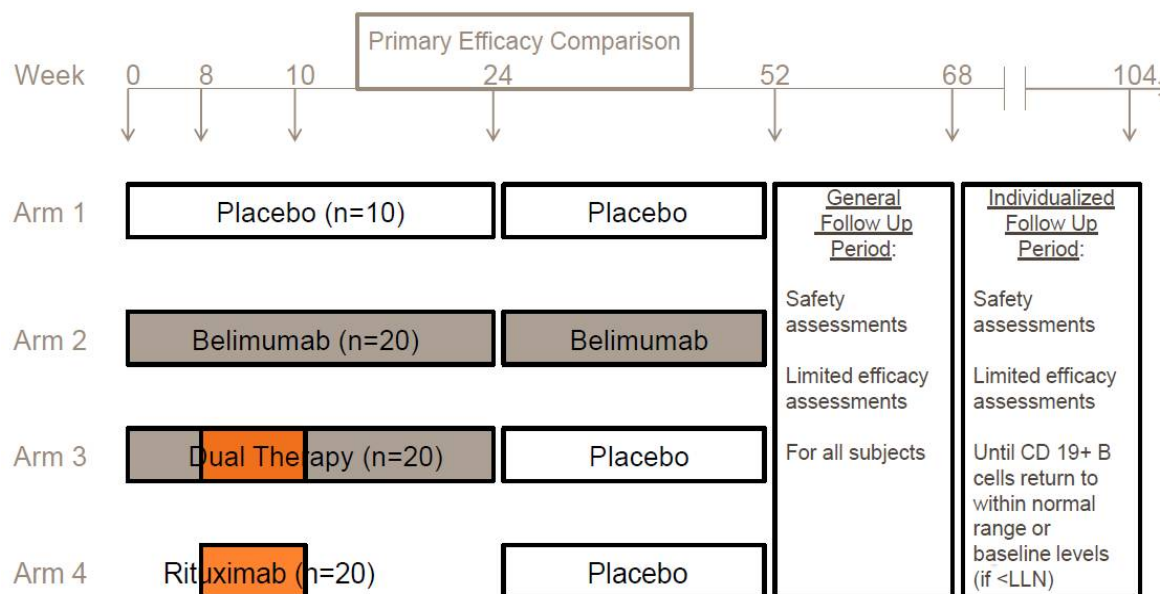 Primary Efficacy Comparison
Week 0 8 10 24 52 68 104
Arm 1 Placebo (n=10) Placebo
Arm 2 Belimumab (n=20) Belimumab
Arm 3 Dual Therapy (n=20) Placebo
Arm 4 Rituximab (n=20) Placebo
General
Follow Up
Period:
Safety
assessments
Limited efficacy
assessments
For all subjects
Individualized
Follow Up
Period:
Safety
assessments
Limited efficacy
assessments
Until CD 19+ B
cells return to
within normal
range or
baseline levels
(if <LLN)